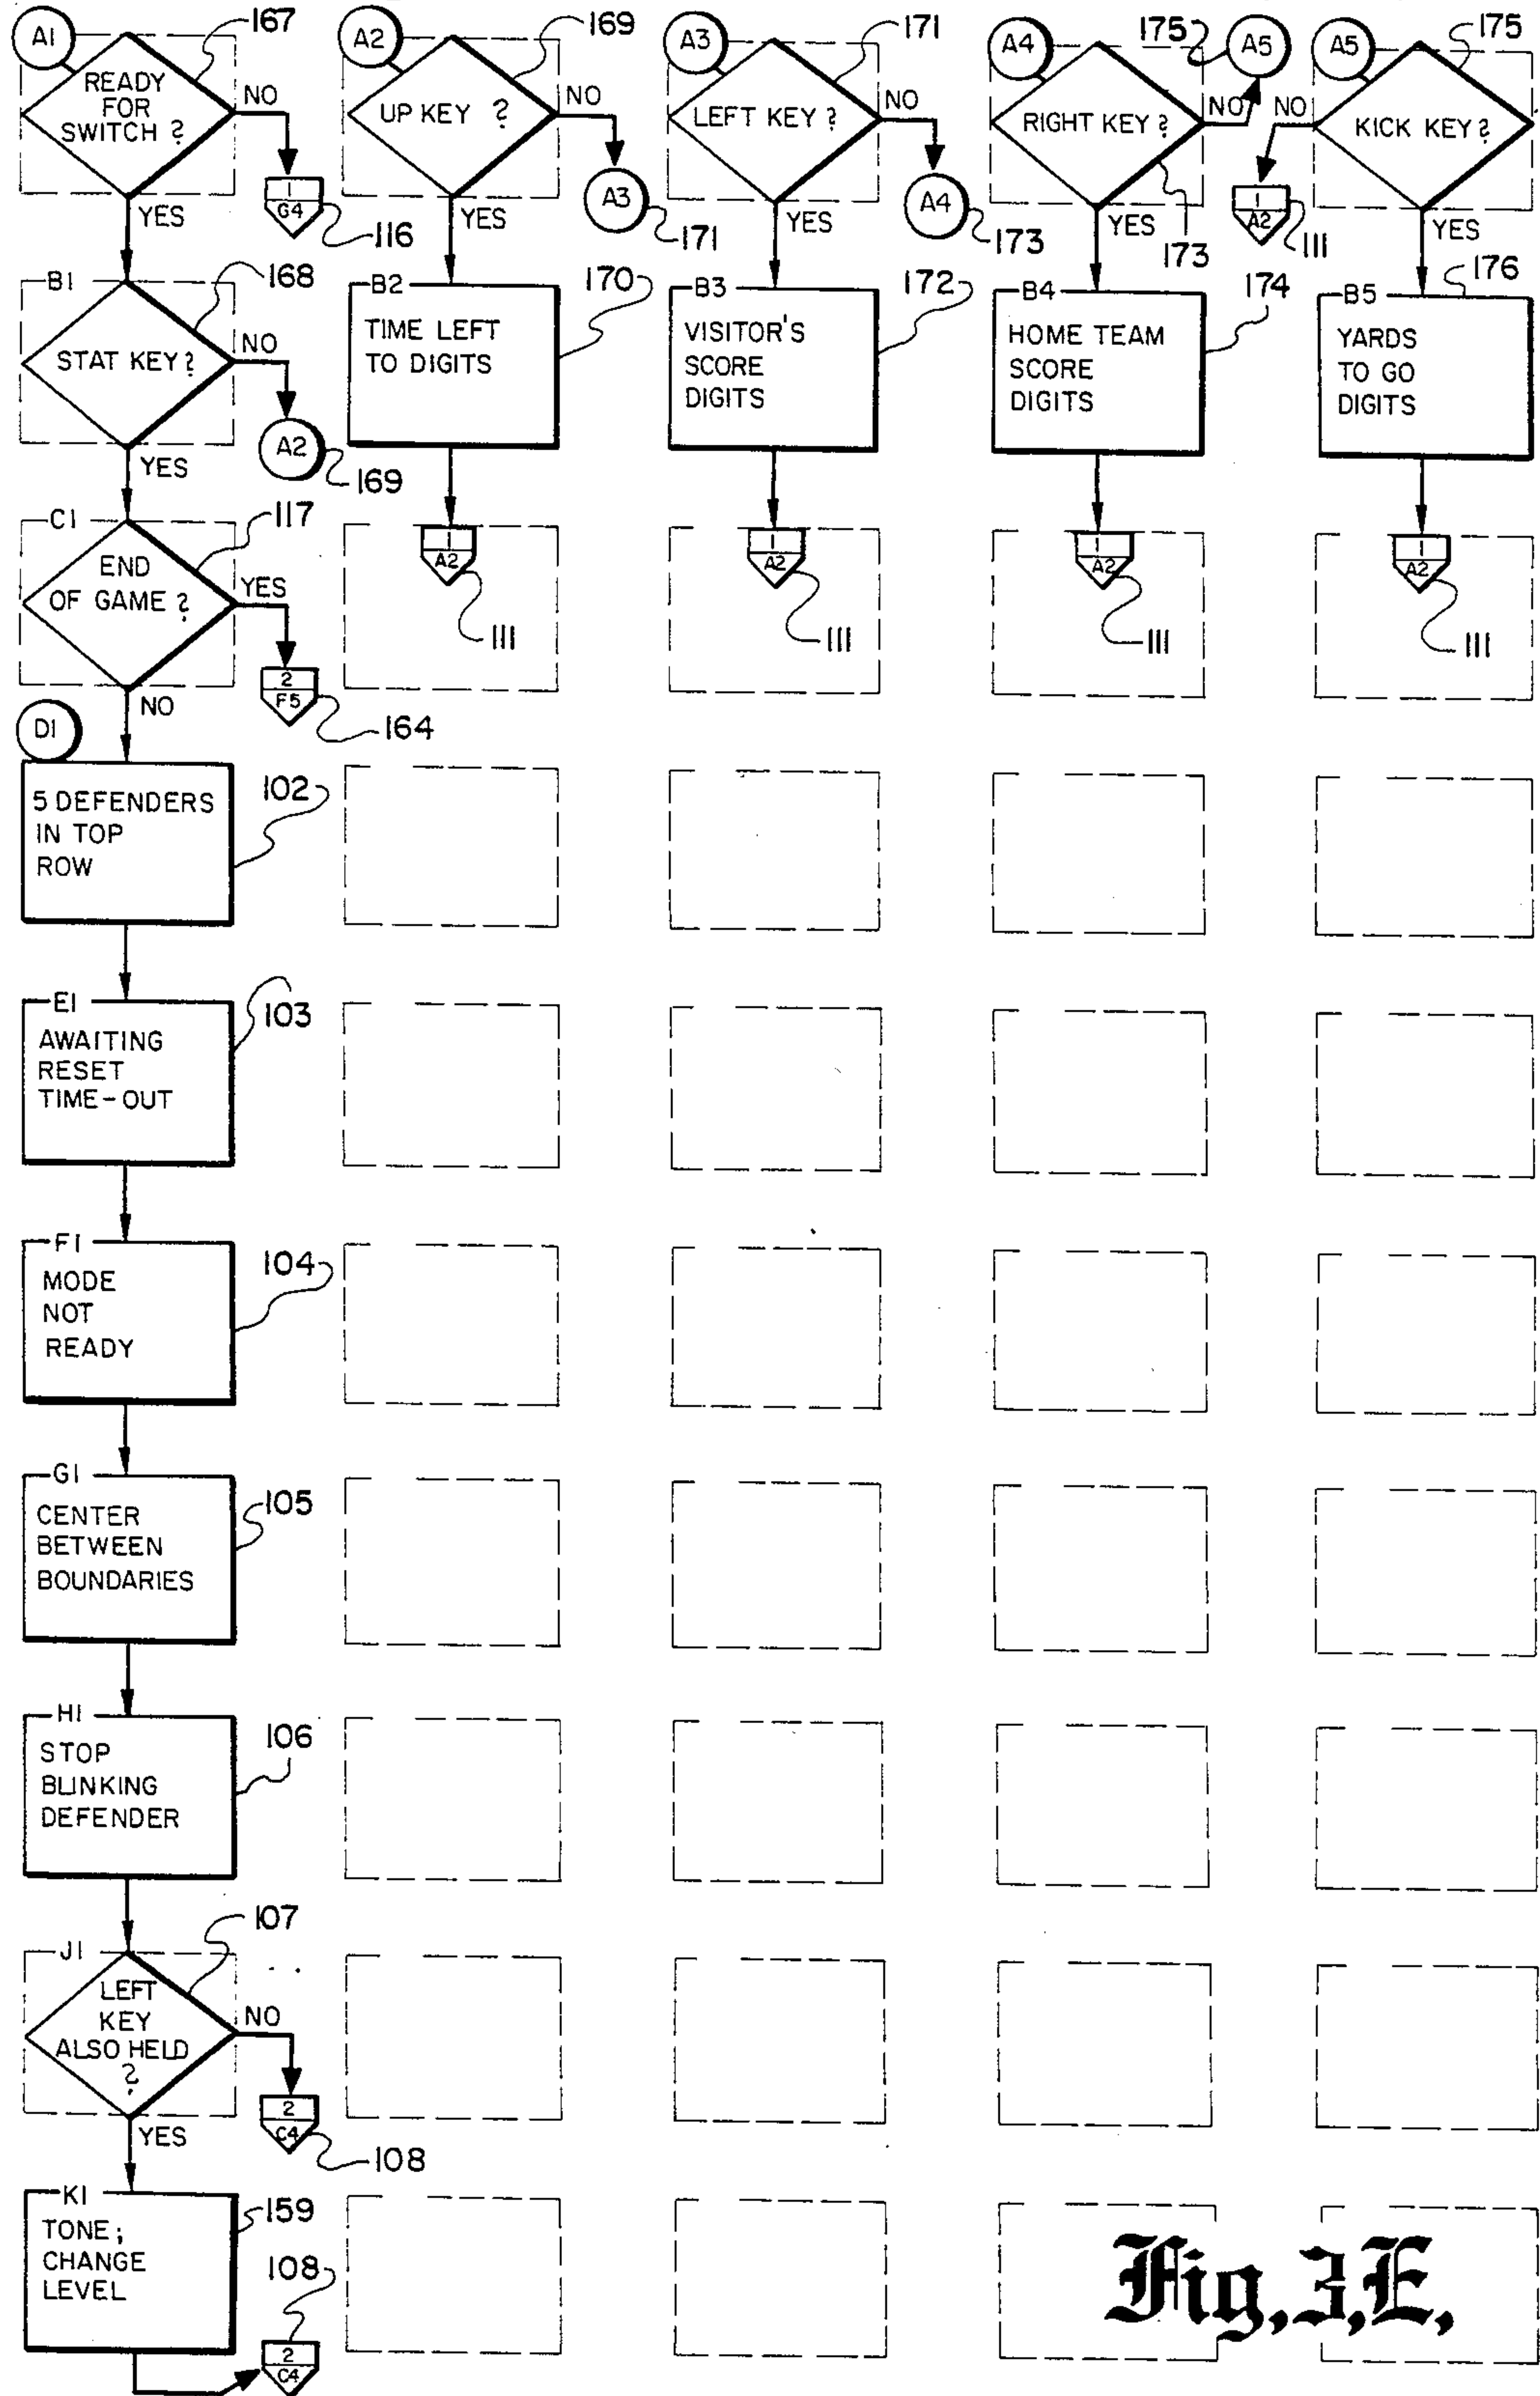 A1
167
READY
FOR
SWITCH ?
NO
1
G4
116
YES
B1
168
STAT KEY?
NO
A2
169
YES
C1
117
END
OF GAME ?
YES
2
F5
164
NO
D1
5 DEFENDERS
IN TOP
ROW
102
E1
AWAITING
RESET
TIME-OUT
103
F1
MODE
NOT
READY
104
G1
CENTER
BETWEEN
BOUNDARIES
105
H1
STOP
BLINKING
DEFENDER
106
J1
107
LEFT
KEY
ALSO HELD
?
NO
2
C4
108
YES
K1
TONE;
CHANGE
LEVEL
159
108
2
C4
A2
169
UP KEY ?
NO
A3
171
YES
B2
TIME LEFT
TO DIGITS
170
1
A2
111
A3
171
LEFT KEY ?
NO
A4
173
YES
B3
VISITOR'S
SCORE
DIGITS
172
1
A2
111
A4
175
A5
RIGHT KEY ?
NO
173
YES
B4
HOME TEAM
SCORE
DIGITS
174
1
A2
111
A5
175
KICK KEY ?
NO
1
A2
111
YES
B5
176
YARDS
TO GO
DIGITS
1
A2
111
Fig. 3.E.